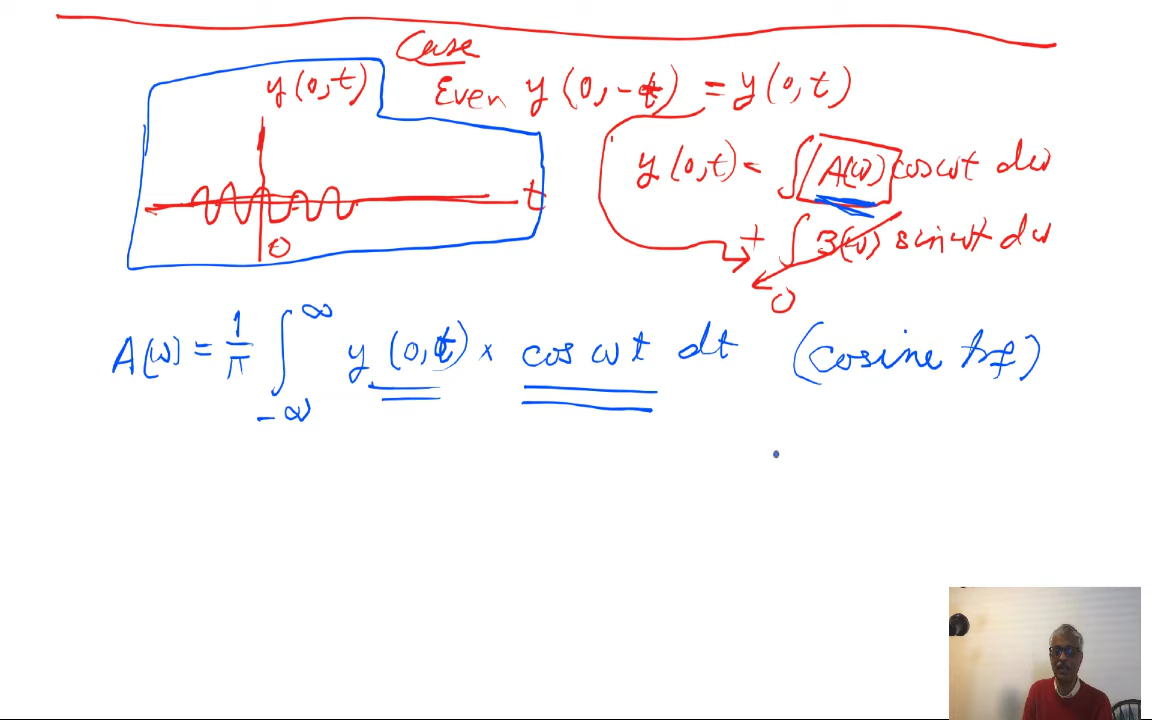 Case
y(0,t)
Even y(0,-t) = y(0,t)
t
0
y(0,t) = ∫ A(ω) cos ωt dω
+ ∫ B(ω) sin ωt dω
0
A(ω) = 1/π ∫_{-∞}^{∞} y(0,t) × cos ωt dt (cosine trf)